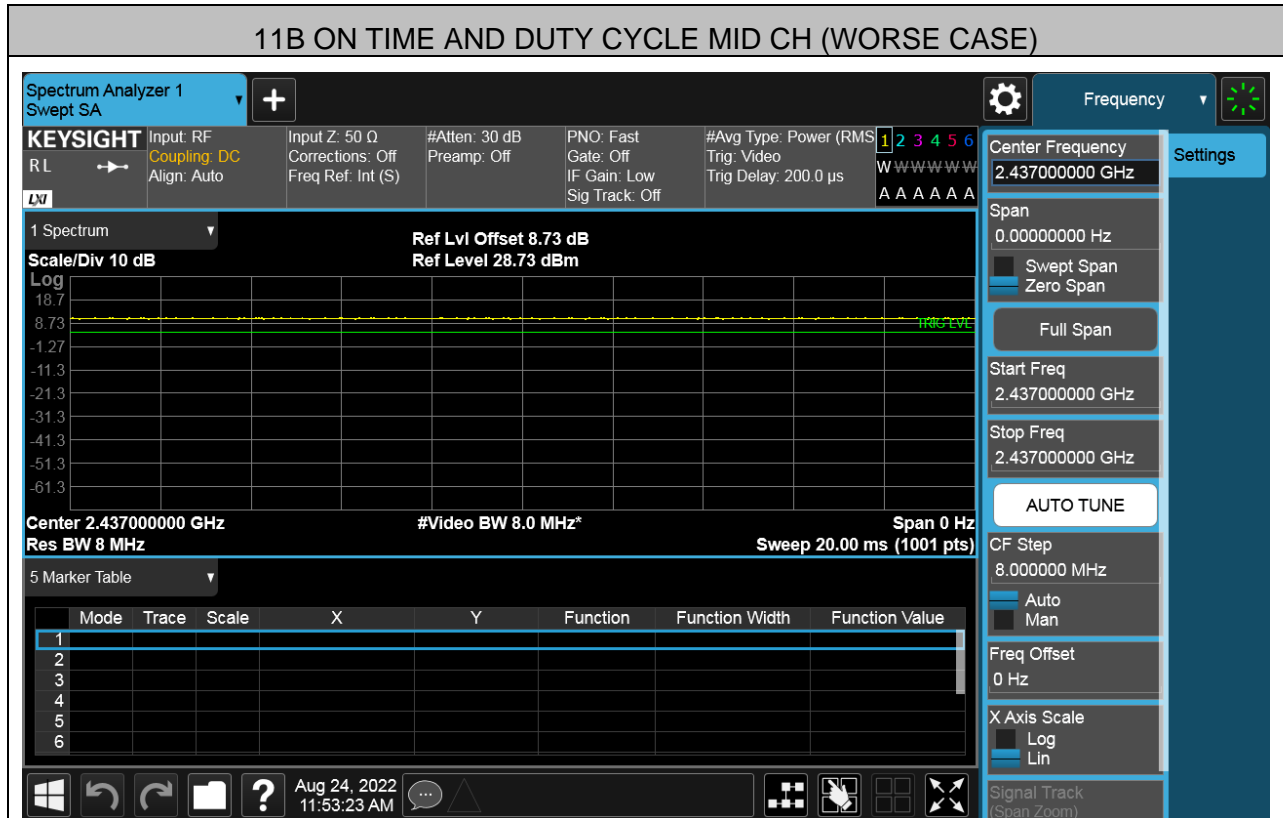 11B ON TIME AND DUTY CYCLE MID CH (WORSE CASE)
Spectrum Analyzer 1
Swept SA
+
Frequency
KEYSIGHT
R L
LXI
Input: RF
Coupling: DC
Align: Auto
Input Z: 50 Ω
Corrections: Off
Freq Ref: Int (S)
#Atten: 30 dB
Preamp: Off
PNO: Fast
Gate: Off
IF Gain: Low
Sig Track: Off
#Avg Type: Power (RMS
Trig: Video
Trig Delay: 200.0 µs
1 2 3 4 5 6
W W W W W W
A A A A A A
Center Frequency
2.437000000 GHz
Settings
Span
0.00000000 Hz
Swept Span
Zero Span
Full Span
Start Freq
2.437000000 GHz
Stop Freq
2.437000000 GHz
AUTO TUNE
CF Step
8.000000 MHz
Auto
Man
Freq Offset
0 Hz
X Axis Scale
Log
Lin
Signal Track
(Span Zoom)
1 Spectrum
Scale/Div 10 dB
Ref Lvl Offset 8.73 dB
Ref Level 28.73 dBm
Log
18.7
8.73
-1.27
-11.3
-21.3
-31.3
-41.3
-51.3
-61.3
TRIG LVL
Center 2.437000000 GHz
#Video BW 8.0 MHz*
Span 0 Hz
Res BW 8 MHz
Sweep 20.00 ms (1001 pts)
5 Marker Table
Mode Trace Scale X Y Function Function Width Function Value
1
2
3
4
5
6
?
Aug 24, 2022
11:53:23 AM